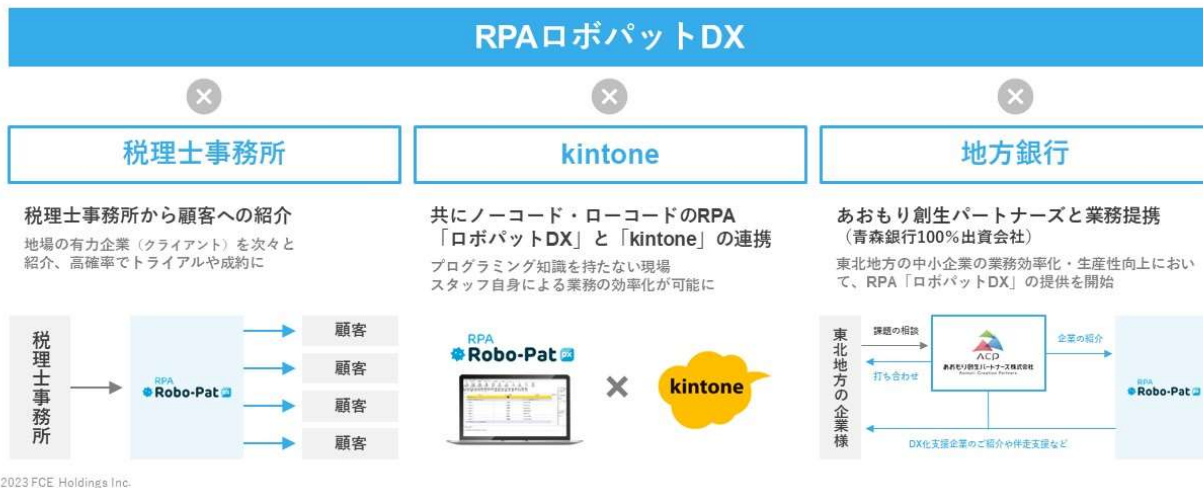 RPAロボパットDX
税理士事務所
税理士事務所から顧客への紹介
地場の有力企業（クライアント）を次々と
紹介、高確率でトライアルや成約に
税理士事務所
RPA
Robo-Pat DX
顧客
顧客
顧客
顧客
kintone
共にノーコード・ローコードのRPA
「ロボパットDX」と「kintone」の連携
プログラミング知識を持たない現場
スタッフ自身による業務の効率化が可能に
RPA
Robo-Pat DX
kintone
地方銀行
あおもり創生パートナーズと業務提携
（青森銀行100%出資会社）
東北地方の中小企業の業務効率化・生産性向上におい
て、RPA「ロボパットDX」の提供を開始
東北地方の企業様
課題の相談
打ち合わせ
ACP
あおもり創生パートナーズ株式会社
Aomori Creation Partners
企業の紹介
RPA
Robo-Pat
DX化支援企業のご紹介や伴走支援など
2023 FCE Holdings Inc.